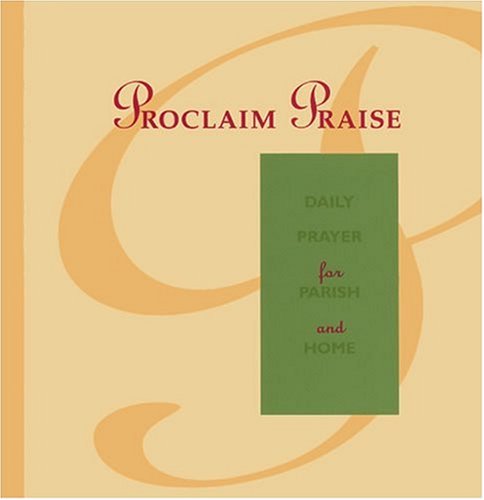 PROCLAIM PRAISE
DAILY
PRAYER
for
PARISH
and
HOME